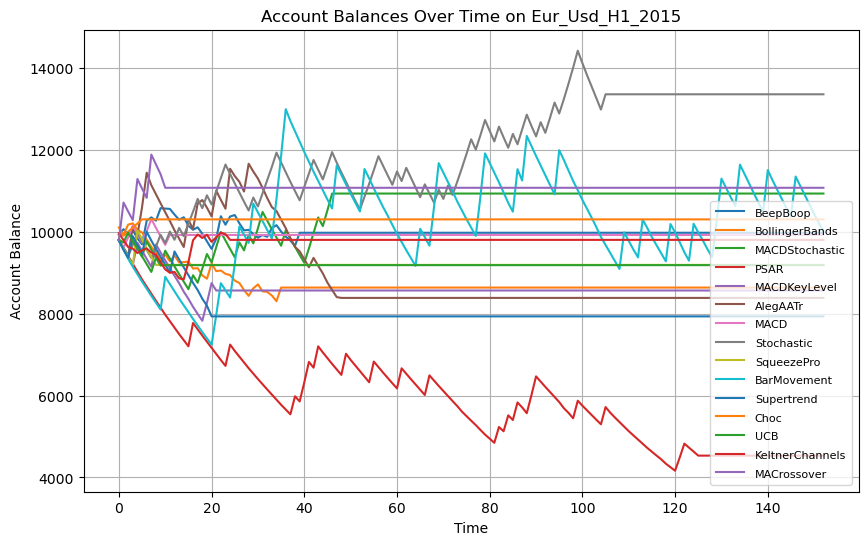 Account Balances Over Time on Eur_Usd_H1_2015
Account Balance
14000
12000
10000
8000
6000
4000
0
20
40
60
80
100
120
140
Time
BeepBoop
BollingerBands
MACDStochastic
PSAR
MACDKeyLevel
AlegAATr
MACD
Stochastic
SqueezePro
BarMovement
Supertrend
Choc
UCB
KeltnerChannels
MACrossover